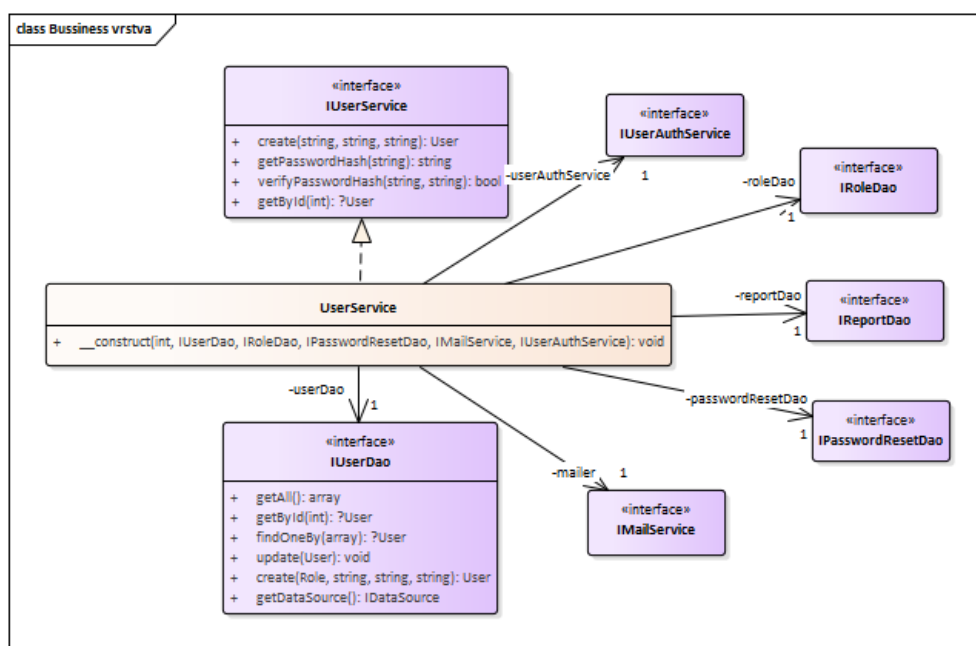 class Bussiness vrstva
«interface»
IUserService
+ create(string, string, string): User
+ getPasswordHash(string): string
+ verifyPasswordHash(string, string): bool
+ getById(int): ?User
«interface»
IUserAuthService
-userAuthService
1
«interface»
IRoleDao
-roleDao
1
UserService
+ __construct(int, IUserDao, IRoleDao, IPasswordResetDao, IMailService, IUserAuthService): void
«interface»
IReportDao
-reportDao
1
-userDao
1
-passwordResetDao
1
«interface»
IPasswordResetDao
«interface»
IUserDao
+ getAll(): array
+ getById(int): ?User
+ findOneBy(array): ?User
+ update(User): void
+ create(Role, string, string, string): User
+ getDataSource(): IDataSource
-mailer
1
«interface»
IMailService